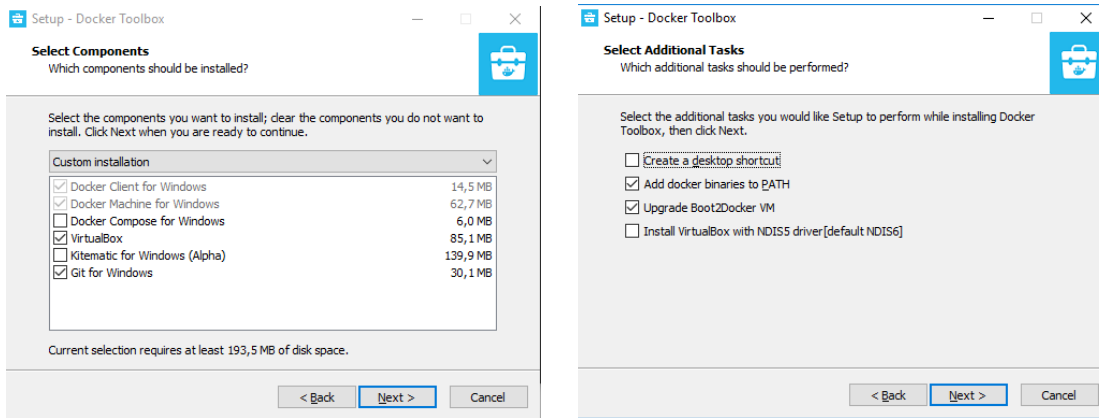 Setup - Docker Toolbox
Select Components
Which components should be installed?
Select the components you want to install; clear the components you do not want to
install. Click Next when you are ready to continue.
Custom installation
Docker Client for Windows 14,5 MB
Docker Machine for Windows 62,7 MB
Docker Compose for Windows 6,0 MB
VirtualBox 85,1 MB
Kitematic for Windows (Alpha) 139,9 MB
Git for Windows 30,1 MB
Current selection requires at least 193,5 MB of disk space.
< Back Next > Cancel
Setup - Docker Toolbox
Select Additional Tasks
Which additional tasks should be performed?
Select the additional tasks you would like Setup to perform while installing Docker
Toolbox, then click Next.
Create a desktop shortcut
Add docker binaries to PATH
Upgrade Boot2Docker VM
Install VirtualBox with NDIS5 driver[default NDIS6]
< Back Next > Cancel